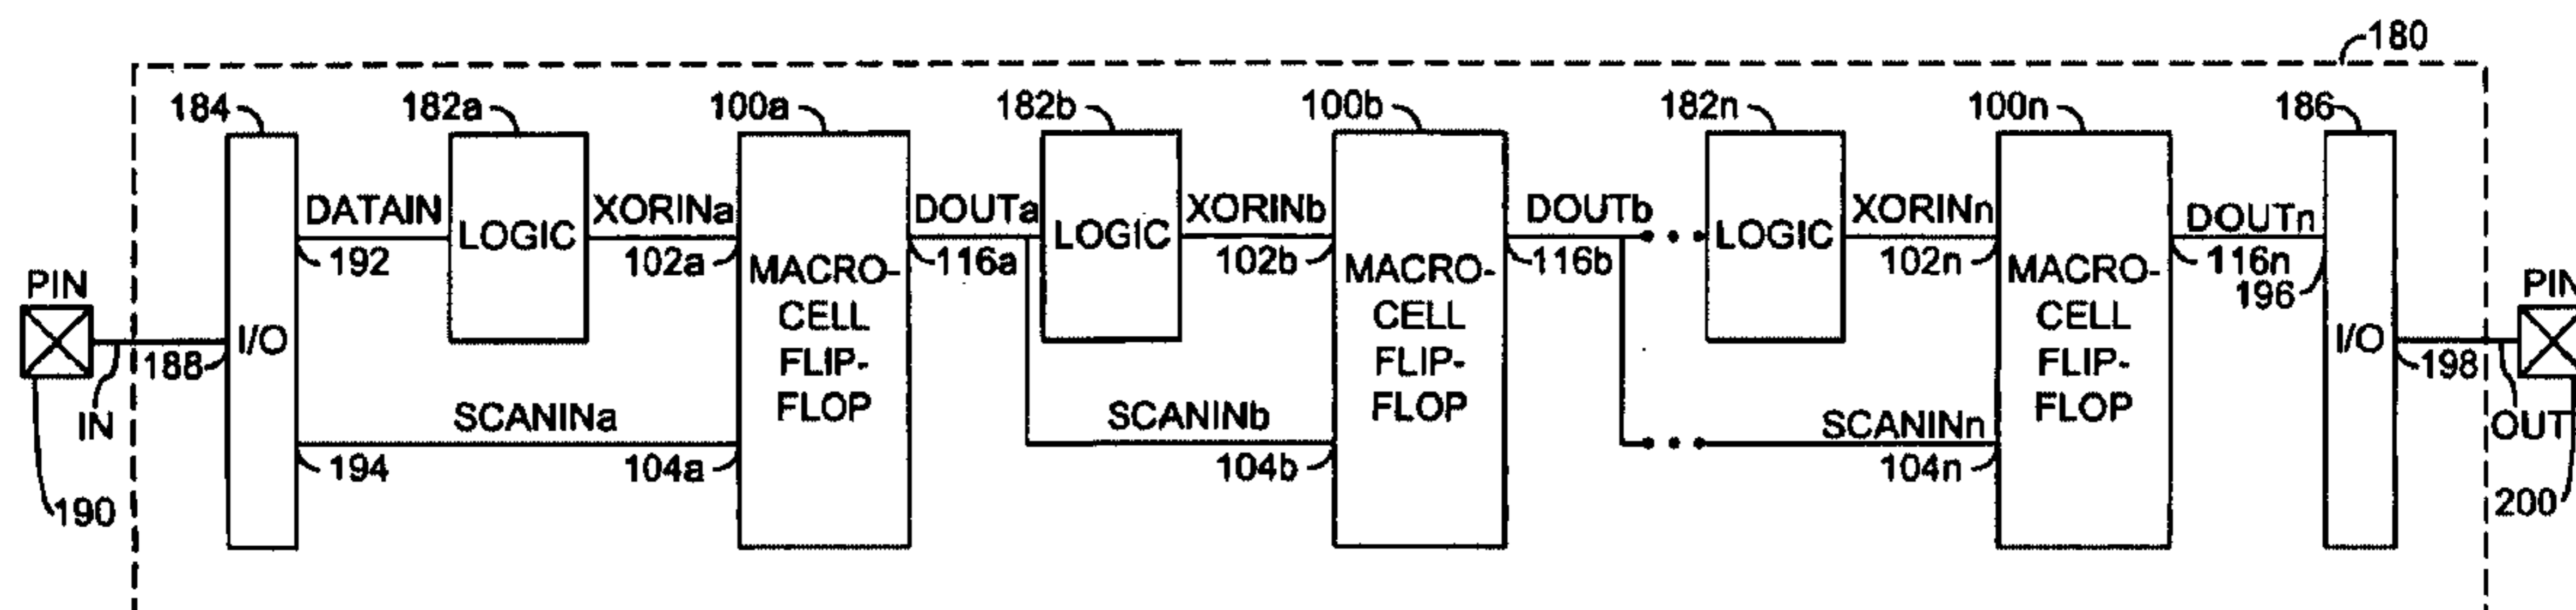 180
184
182a
100a
182b
100b
182n
100n
186
DATAIN
XORINa
DOUTa
XORINb
DOUTb
XORINn
DOUTn
LOGIC
LOGIC
LOGIC
192
102a
116a
102b
116b
102n
116n
196
PIN
MACRO-
CELL
FLIP-
FLOP
MACRO-
CELL
FLIP-
FLOP
MACRO-
CELL
FLIP-
FLOP
PIN
I/O
I/O
188
198
IN
SCANINa
SCANINb
SCANINn
OUT
194
104a
104b
104n
190
200